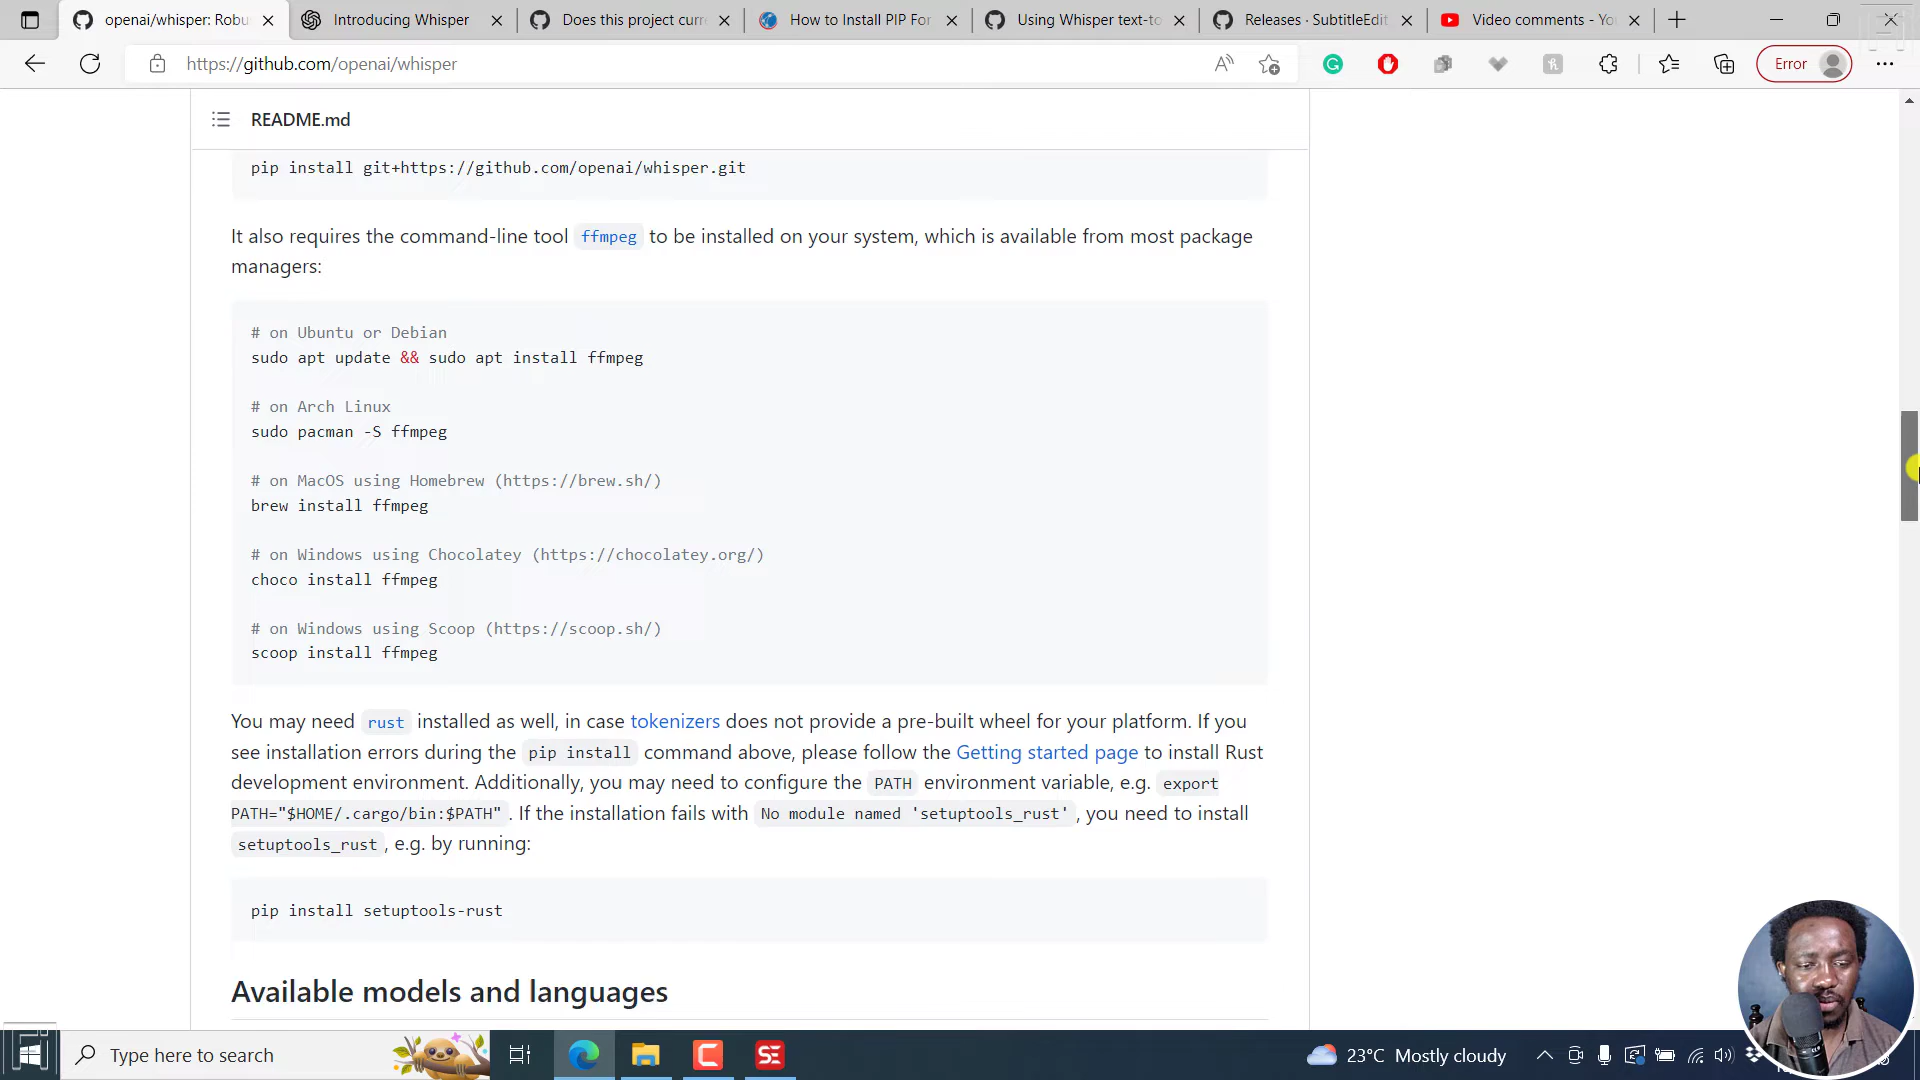 openai/whisper: Robu
Introducing Whisper
Does this project curr
How to Install PIP For
Using Whisper text-to
Releases · SubtitleEdit
Video comments - Yo
https://github.com/openai/whisper
Error
README.md
pip install git+https://github.com/openai/whisper.git
It also requires the command-line tool ffmpeg to be installed on your system, which is available from most package
managers:
# on Ubuntu or Debian
sudo apt update && sudo apt install ffmpeg
# on Arch Linux
sudo pacman -S ffmpeg
# on MacOS using Homebrew (https://brew.sh/)
brew install ffmpeg
# on Windows using Chocolatey (https://chocolatey.org/)
choco install ffmpeg
# on Windows using Scoop (https://scoop.sh/)
scoop install ffmpeg
You may need rust installed as well, in case tokenizers does not provide a pre-built wheel for your platform. If you
see installation errors during the pip install command above, please follow the Getting started page to install Rust
development environment. Additionally, you may need to configure the PATH environment variable, e.g. export
PATH="$HOME/.cargo/bin:$PATH" . If the installation fails with No module named 'setuptools_rust' , you need to install
setuptools_rust , e.g. by running:
pip install setuptools-rust
Available models and languages
Type here to search
SE
23°C Mostly cloudy